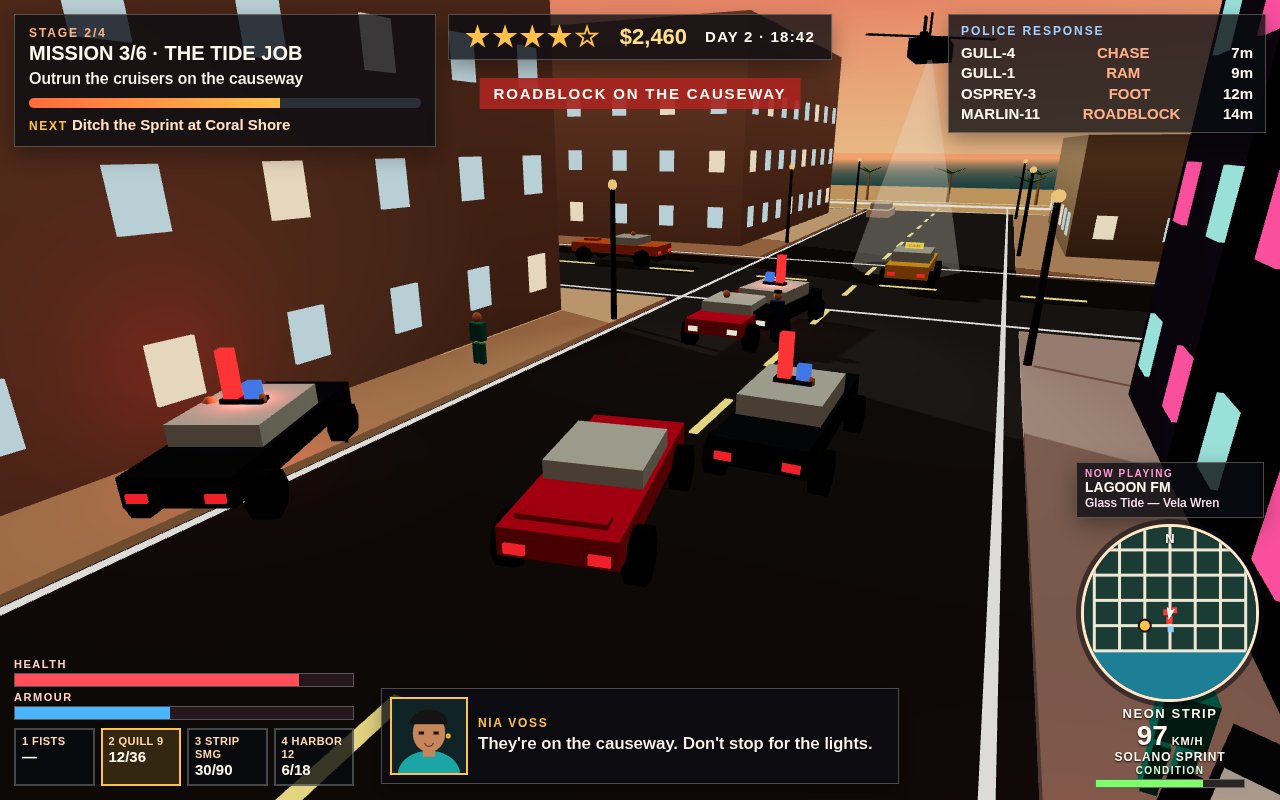 STAGE 2/4
MISSION 3/6 · THE TIDE JOB
Outrun the cruisers on the causeway
NEXT Ditch the Sprint at Coral Shore
★★★★☆ $2,460 DAY 2 · 18:42
ROADBLOCK ON THE CAUSEWAY
POLICE RESPONSE
GULL-4 CHASE 7m
GULL-1 RAM 9m
OSPREY-3 FOOT 12m
MARLIN-11 ROADBLOCK 14m
NOW PLAYING
LAGOON FM
Glass Tide — Vela Wren
N
NEON STRIP
97 KM/H
SOLANO SPRINT
CONDITION
HEALTH
ARMOUR
1 FISTS
—
2 QUILL 9
12/36
3 STRIP
SMG
30/90
4 HARBOR
12
6/18
NIA VOSS
They're on the causeway. Don't stop for the lights.